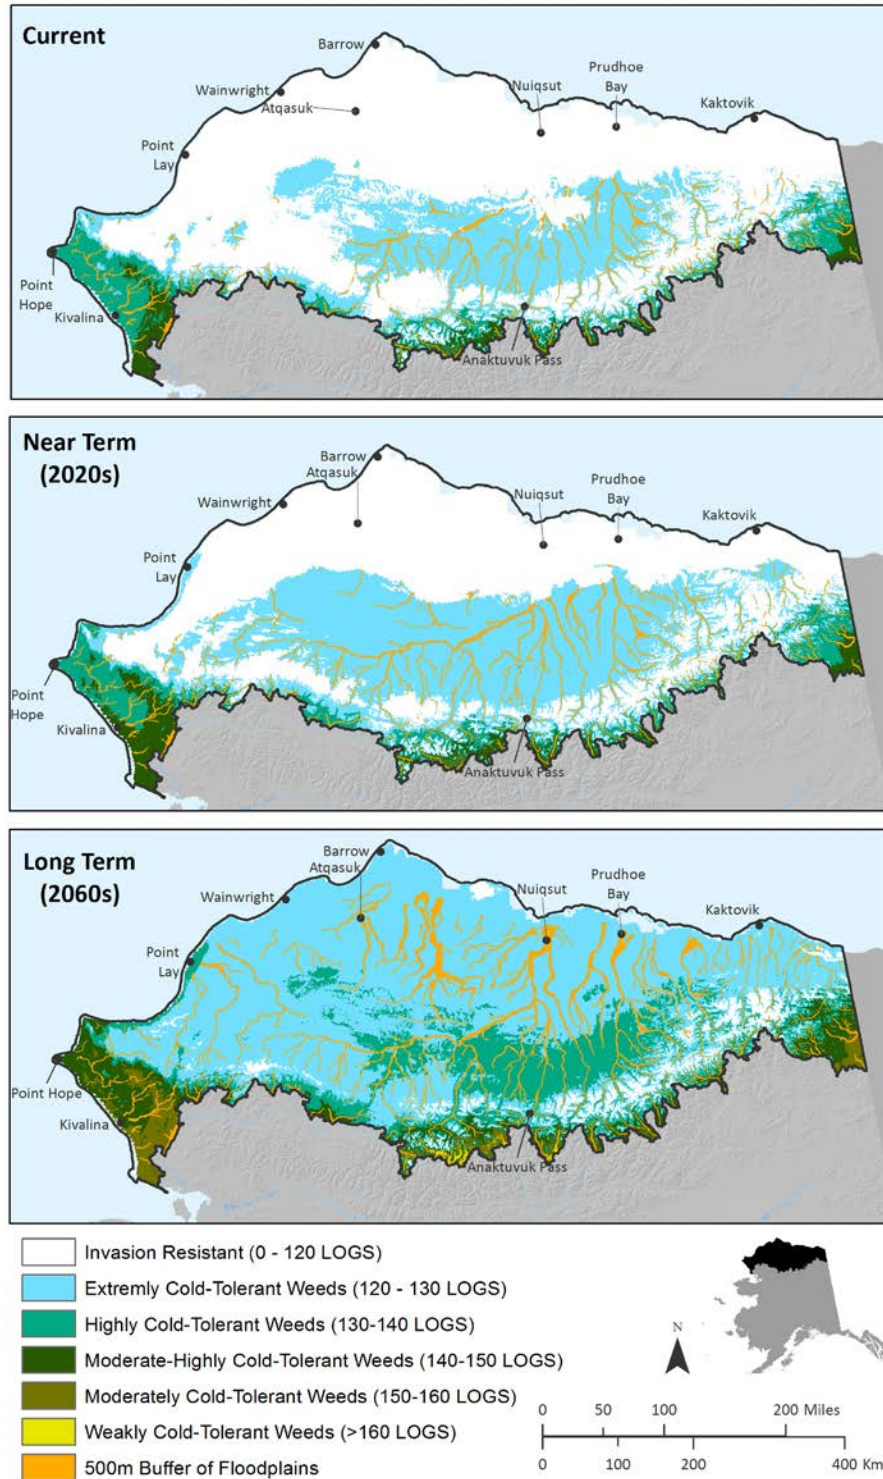 Current
Barrow
Wainwright
Atqasuk
Nuiqsut
Prudhoe
Bay
Kaktovik
Point
Lay
Point
Hope
Kivalina
Anaktuvuk Pass
Near Term
(2020s)
Barrow
Atqasuk
Wainwright
Nuiqsut
Prudhoe
Bay
Kaktovik
Point
Lay
Point
Hope
Kivalina
Anaktuvuk Pass
Long Term
(2060s)
Barrow
Atqasuk
Wainwright
Nuiqsut
Prudhoe
Bay
Kaktovik
Point
Lay
Point Hope
Kivalina
Anaktuvuk Pass
Invasion Resistant (0 - 120 LOGS)
Extremly Cold-Tolerant Weeds (120 - 130 LOGS)
Highly Cold-Tolerant Weeds (130-140 LOGS)
Moderate-Highly Cold-Tolerant Weeds (140-150 LOGS)
Moderately Cold-Tolerant Weeds (150-160 LOGS)
Weakly Cold-Tolerant Weeds (>160 LOGS)
500m Buffer of Floodplains
N
0 50 100 200 Miles
0 100 200 400 Km